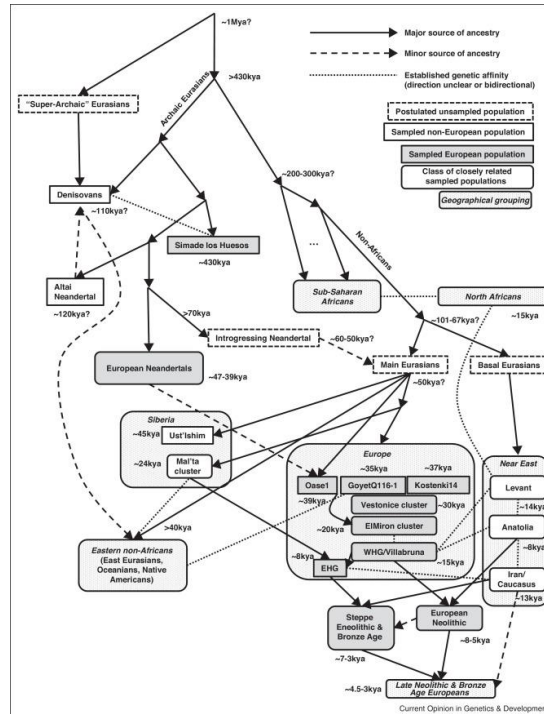 ~1Mya?
Major source of ancestry
Minor source of ancestry
Established genetic affinity
(direction unclear or bidirectional)
>430kya
Archaic Eurasians
"Super-Archaic" Eurasians
Postulated unsampled population
Sampled non-European population
Sampled European population
Class of closely related
sampled populations
Geographical grouping
~200-300kya?
Denisovans
~110kya?
...
Non-Africans
Simade los Huesos
~430kya
Altai
Neandertal
~120kya?
Sub-Saharan
Africans
North Africans
~15kya
>70kya
~101-67kya?
Introgressing Neandertal
~60-50kya?
European Neandertals
~47-39kya
Main Eurasians
~50kya?
Basal Eurasians
Siberia
~45kya
Ust'Ishim
~24kya
Mal'ta
cluster
Europe
~35kya
~37kya
Oase1
GoyetQ116-1
Kostenki14
~39kya
Vestonice cluster
~30kya
~20kya
ElMiron cluster
WHG/Villabruna
~15kya
~8kya
EHG
Near East
Levant
~14kya
Anatolia
~8kya
Iran/
Caucasus
~13kya
>40kya
Eastern non-Africans
(East Eurasians,
Oceanians, Native
Americans)
Steppe
Eneolithic &
Bronze Age
~7-3kya
European
Neolithic
~8-5kya
~4.5-3kya
Late Neolithic & Bronze
Age Europeans
Current Opinion in Genetics & Development